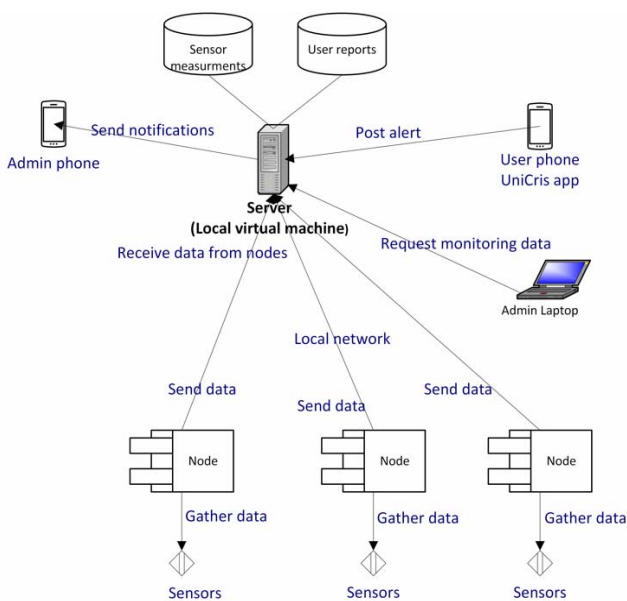 Sensor
measurments
User reports
Send notifications
Post alert
Admin phone
User phone
UniCris app
Server
(Local virtual machine)
Receive data from nodes
Request monitoring data
Admin Laptop
Local network
Send data
Send data
Send data
Node
Node
Node
Gather data
Gather data
Gather data
Sensors
Sensors
Sensors